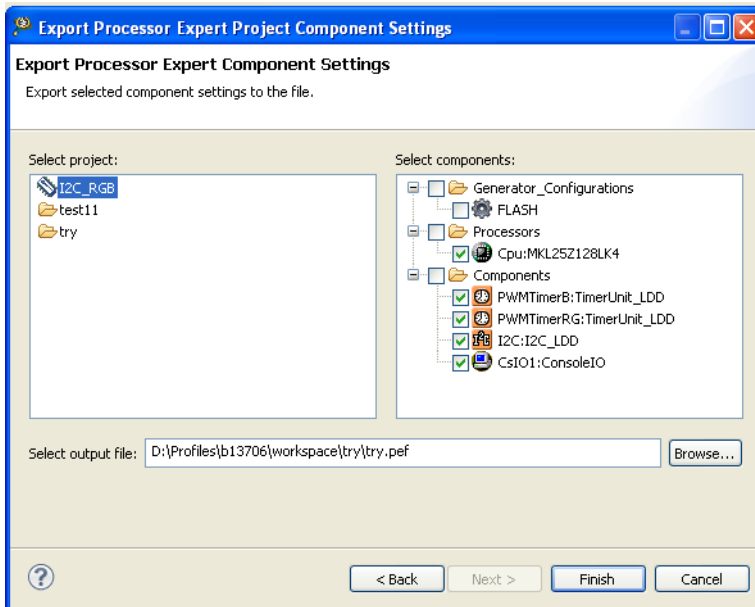 Export Processor Expert Project Component Settings
Export Processor Expert Component Settings
Export selected component settings to the file.
Select project:
I2C_RGB
test11
try
Select components:
Generator_Configurations
FLASH
Processors
Cpu:MKL25Z128LK4
Components
PWMTimerB:TimerUnit_LDD
PWMTimerRG:TimerUnit_LDD
I2C:I2C_LDD
CsIO1:ConsoleIO
Select output file: D:\Profiles\b13706\workspace\try\try.pef Browse...
? < Back Next > Finish Cancel